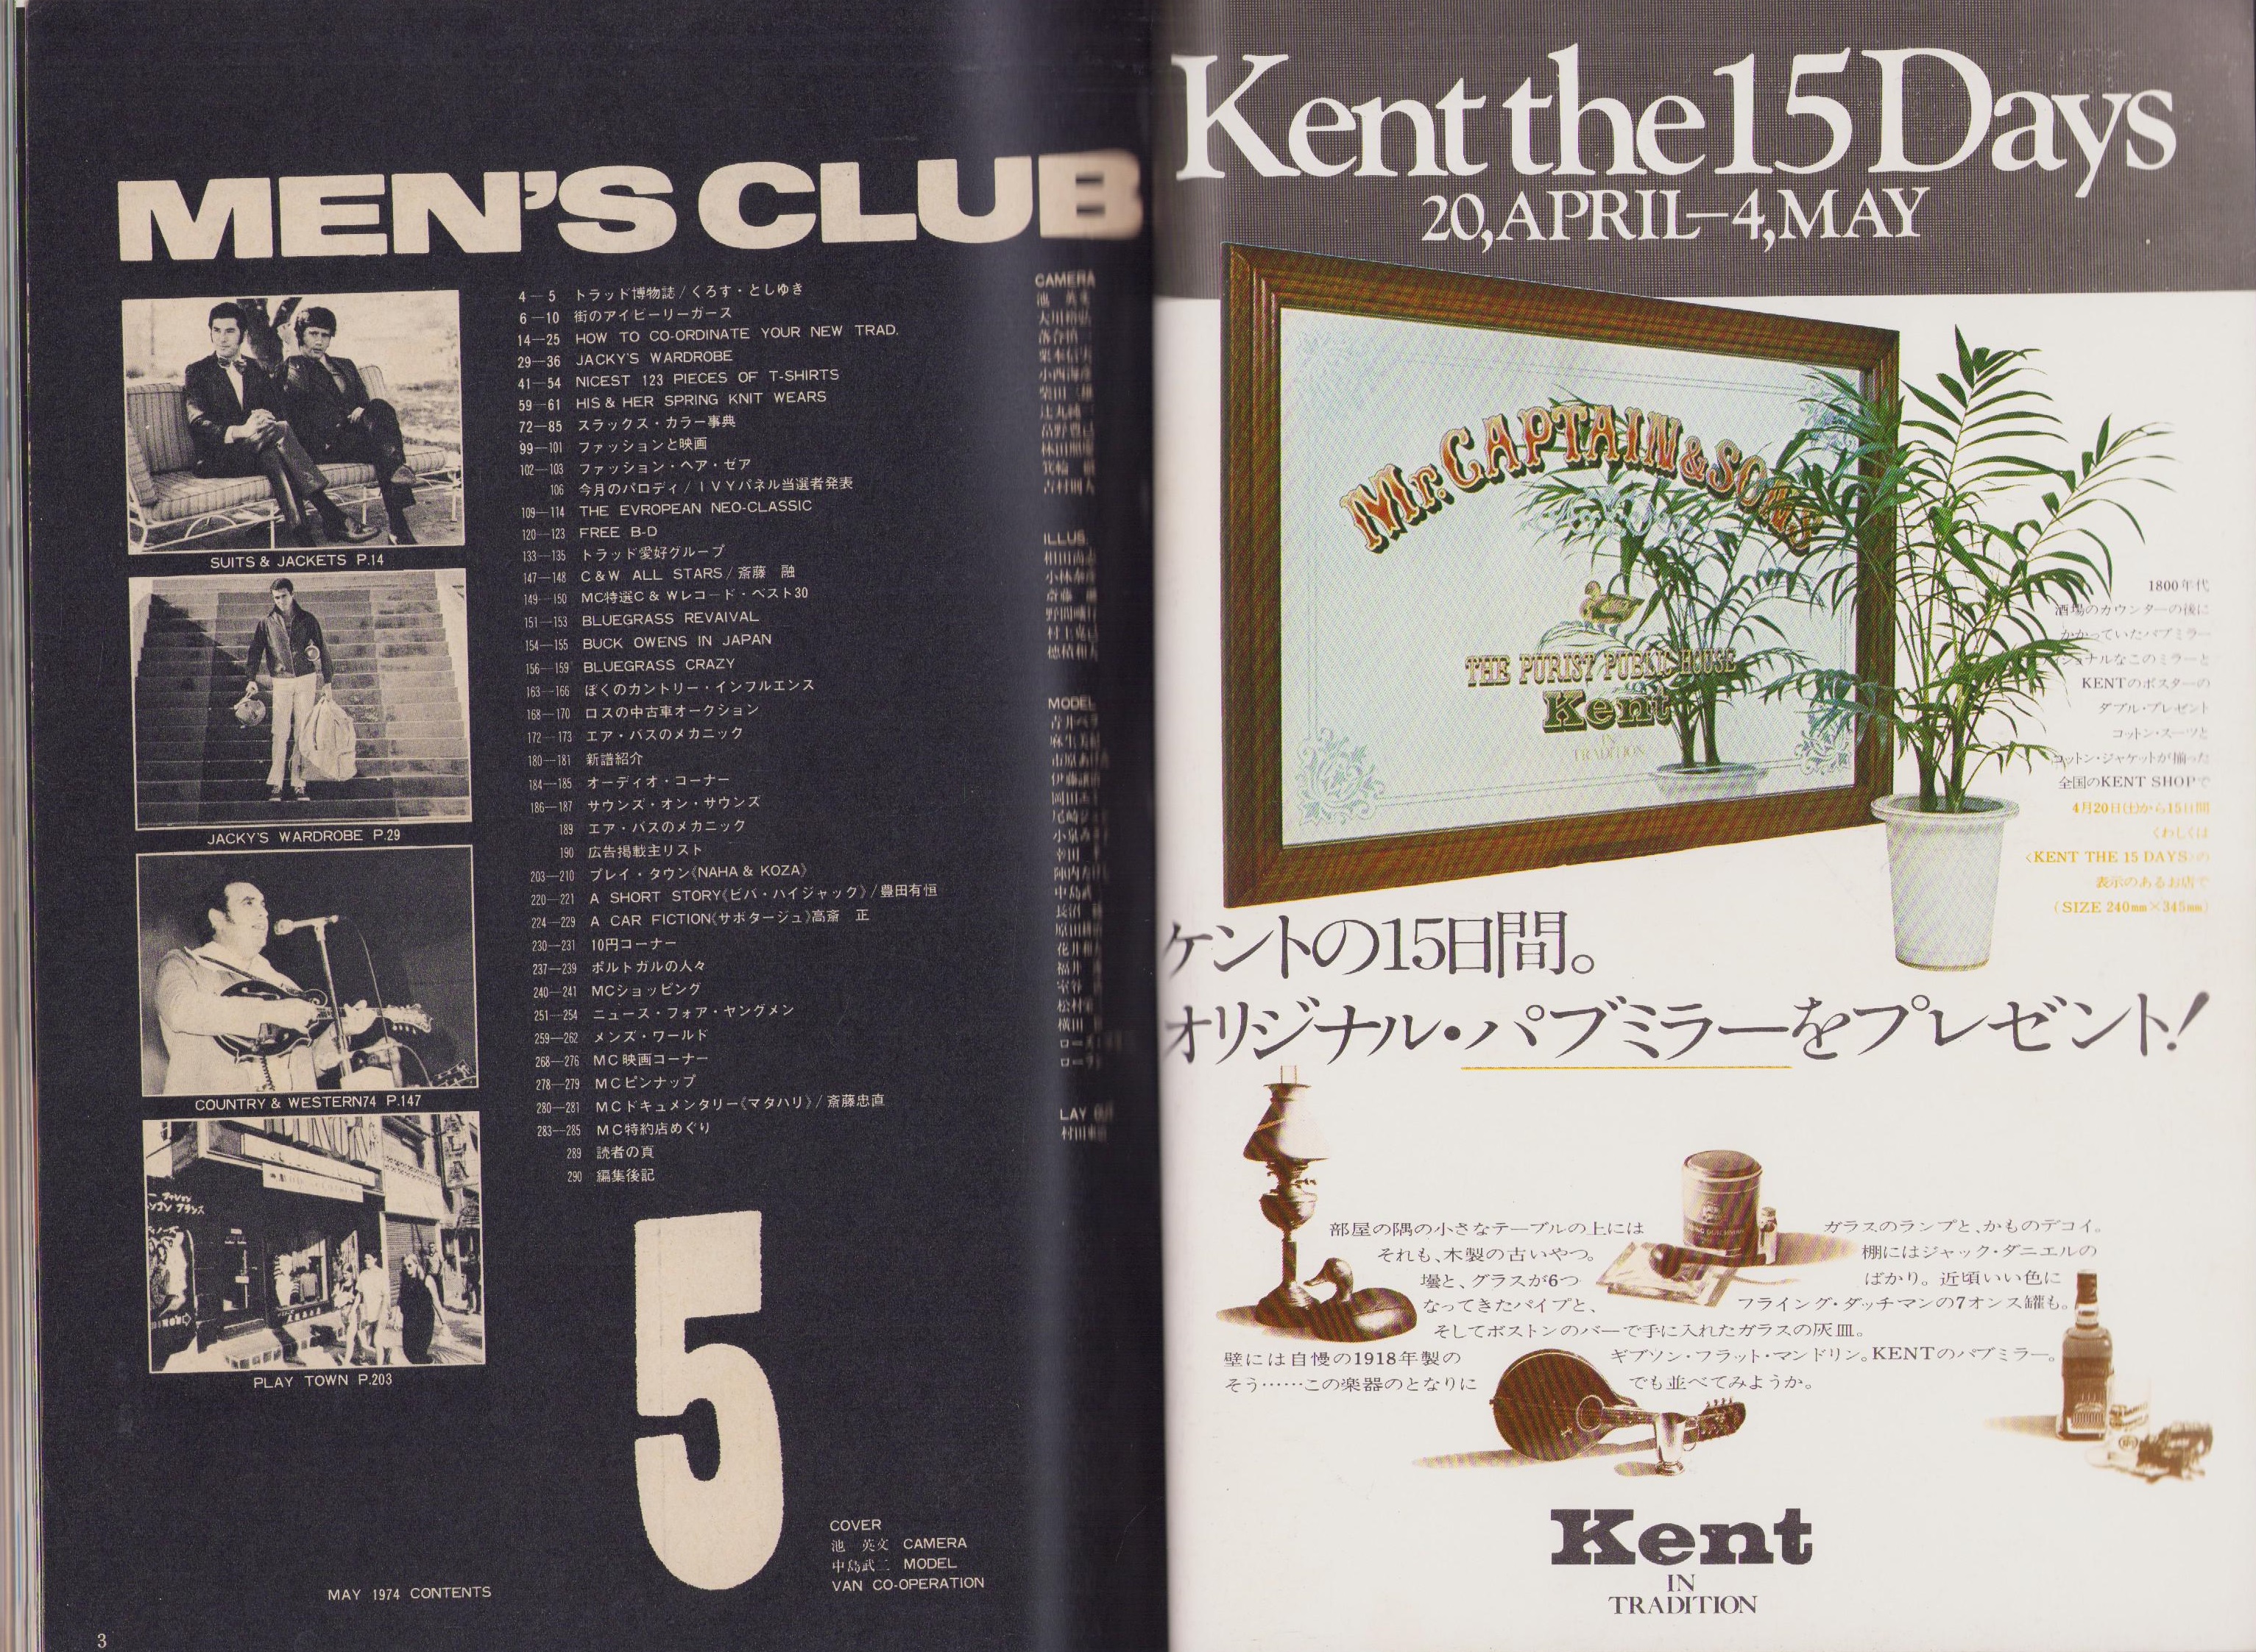 MEN'S CLUB
SUITS & JACKETS P.14
JACKY'S WARDROBE P.29
COUNTRY & WESTERN74 P.147
PLAY TOWN P.203
4—5 トラッド博物誌/くろす・としゆき
6—10 街のアイビーリーガース
14—25 HOW TO CO-ORDINATE YOUR NEW TRAD.
29—36 JACKY'S WARDROBE
41—54 NICEST 123 PIECES OF T-SHIRTS
59—61 HIS & HER SPRING KNIT WEARS
72—85 スラックス・カラー事典
99—101 ファッションと映画
102—103 ファッション・ヘア・ゼア
106 今月のパロディ/IVYパネル当選者発表
109—114 THE EVROPEAN NEO-CLASSIC
120—123 FREE B-D
133—135 トラッド愛好グループ
147—148 C&W ALL STARS/斎藤 融
149—150 MC特選C&Wレコード・ベスト30
151—153 BLUEGRASS REVAIVAL
154—155 BUCK OWENS IN JAPAN
156—159 BLUEGRASS CRAZY
163—166 ぼくのカントリー・インフルエンス
168—170 ロスの中古車オークション
172—173 エア・バスのメカニック
180—181 新譜紹介
184—185 オーディオ・コーナー
186—187 サウンズ・オン・サウンズ
189 エア・バスのメカニック
190 広告掲載主リスト
203—210 プレイ・タウン《NAHA & KOZA》
220—221 A SHORT STORY《ビバ・ハイジャック》/豊田有恒
224—229 A CAR FICTION《サボタージュ》高斎 正
230—231 10円コーナー
237—239 ポルトガルの人々
240—241 MCショッピング
251—254 ニュース・フォア・ヤングメン
259—262 メンズ・ワールド
268—276 MC映画コーナー
278—279 MCピンナップ
280—281 MCドキュメンタリー《マタハリ》/斎藤忠直
283—285 MC特約店めぐり
289 読者の頁
290 編集後記
CAMERA
池 英文
ILLUS
MODEL
LAY
5
COVER
池 英文 CAMERA
中島武二 MODEL
VAN CO-OPERATION
MAY 1974 CONTENTS
3
Kent the 15 Days
20,APRIL—4,MAY
Mr. CAPTAIN & SONS
THE PURIST PUBLIC HOUSE
Kent
IN
TRADITION
1800年代
酒場のカウンターの後に
かかっていたパブミラー
このミラーと
KENTのポスターの
ダブル・プレゼント
コットン・スーツと
コットン・ジャケットが揃った
全国のKENT SHOPで
4月20日(土)から15日間
くわしくは
〈KENT THE 15 DAYS〉の
表示のあるお店で
(SIZE 240mm×345mm)
ケントの15日間。
オリジナル・パブミラーをプレゼント!
部屋の隅の小さなテーブルの上には
ガラスのランプと、かものデコイ。
それも、木製の古いやつ。
棚にはジャック・ダニエルの
壜と、グラスが6つ
ばかり。近頃いい色に
なってきたパイプと、
フライング・ダッチマンの7オンス罐も。
そしてボストンのバーで手に入れたガラスの灰皿。
壁には自慢の1918年製の
ギブソン・フラット・マンドリン。KENTのパブミラー。
そう……この楽器のとなりに
でも並べてみようか。
Kent
IN
TRADITION